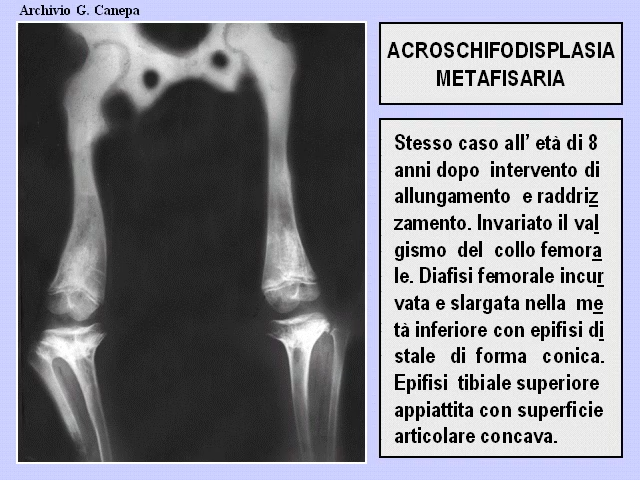 Archivio G. Canepa
ACROSCHIFODISPLASIA
METAFISARIA
Stesso caso all' età di 8
anni dopo intervento di
allungamento e raddriz
zamento. Invariato il val
gismo del collo femora
le. Diafisi femorale incur
vata e slargata nella me
tà inferiore con epifisi di
stale di forma conica.
Epifisi tibiale superiore
appiattita con superficie
articolare concava.